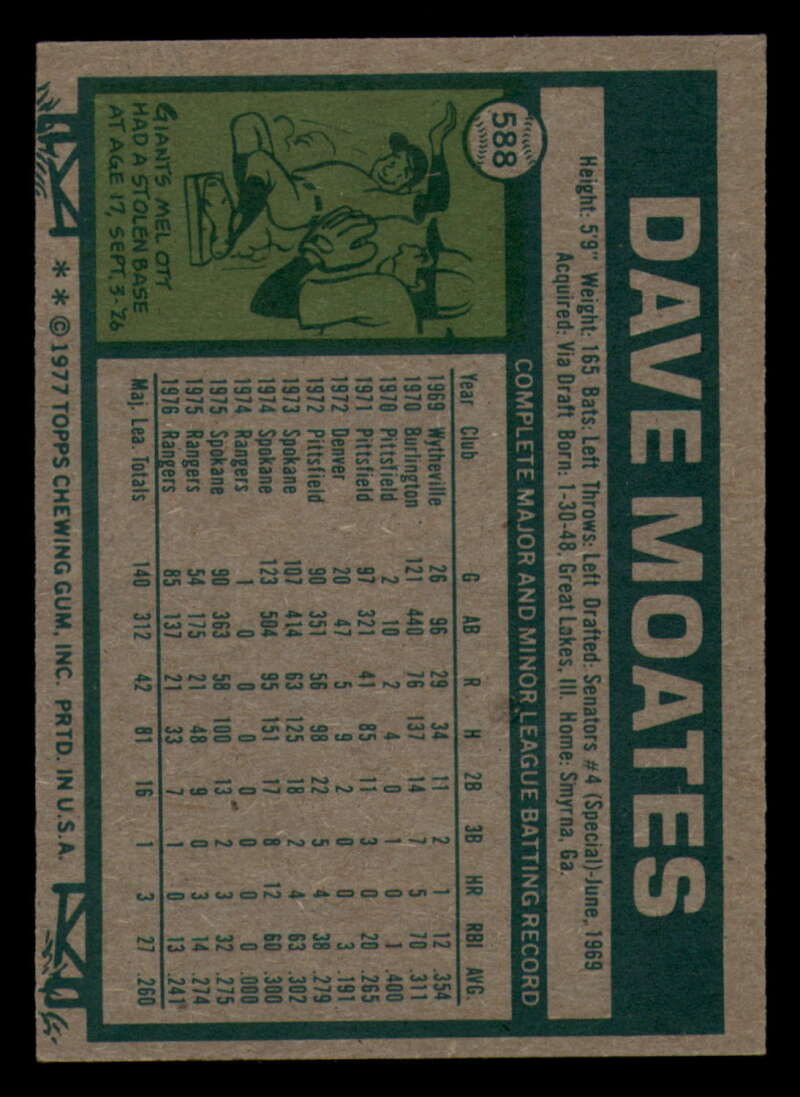 588
DAVE MOATES
Height: 5'9" Weight: 165 Bats: Left Throws: Left Drafted: Senators #4 (Special)-June, 1969
Acquired: Via Draft Born: 1-30-48, Great Lakes, Ill. Home: Smyrna, Ga.
COMPLETE MAJOR AND MINOR LEAGUE BATTING RECORD
Year Club G AB R H 2B 3B HR RBI AVG.
1969 Wytheville 26 96 29 34 11 2 1 12 .354
1970 Burlington 121 440 76 137 14 7 5 70 .311
1970 Pittsfield 2 10 2 4 0 1 0 1 .400
1971 Pittsfield 97 321 41 85 11 3 0 20 .265
1972 Denver 20 47 5 9 2 0 0 3 .191
1972 Pittsfield 90 351 56 98 22 5 4 38 .279
1973 Spokane 107 414 63 125 18 2 4 63 .302
1974 Spokane 123 504 95 151 17 8 12 60 .300
1974 Rangers 1 0 0 0 0 0 0 0 .000
1975 Spokane 90 363 58 100 13 2 3 32 .275
1975 Rangers 54 175 21 48 9 0 3 14 .274
1976 Rangers 85 137 21 33 7 1 0 13 .241
Maj. Lea. Totals 140 312 42 81 16 1 3 27 .260
GIANTS MEL OTT
HAD A STOLEN BASE
AT AGE 17, SEPT, 3-'26
* * © 1977 TOPPS CHEWING GUM, INC. PRTD. IN U.S.A.